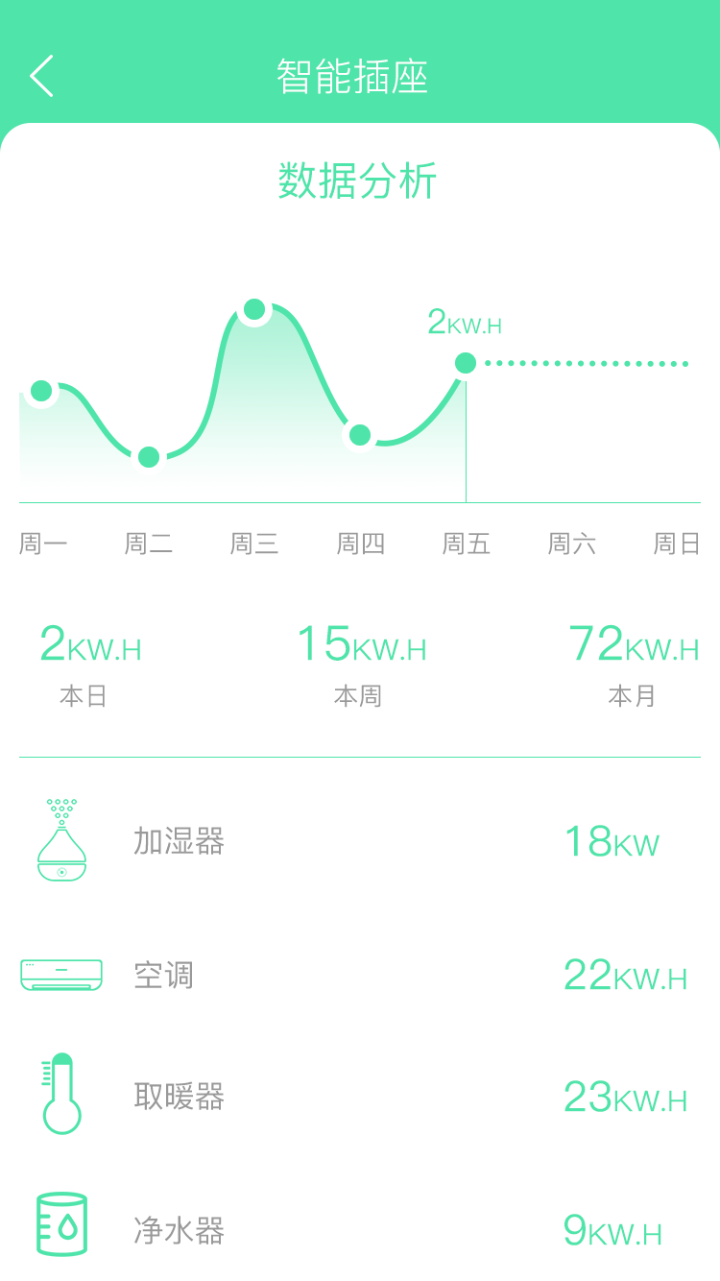 智能插座
数据分析
2KW.H
周一 周二 周三 周四 周五 周六 周日
2KW.H 15KW.H 72KW.H
本日 本周 本月
加湿器 18KW
空调 22KW.H
取暖器 23KW.H
净水器 9KW.H